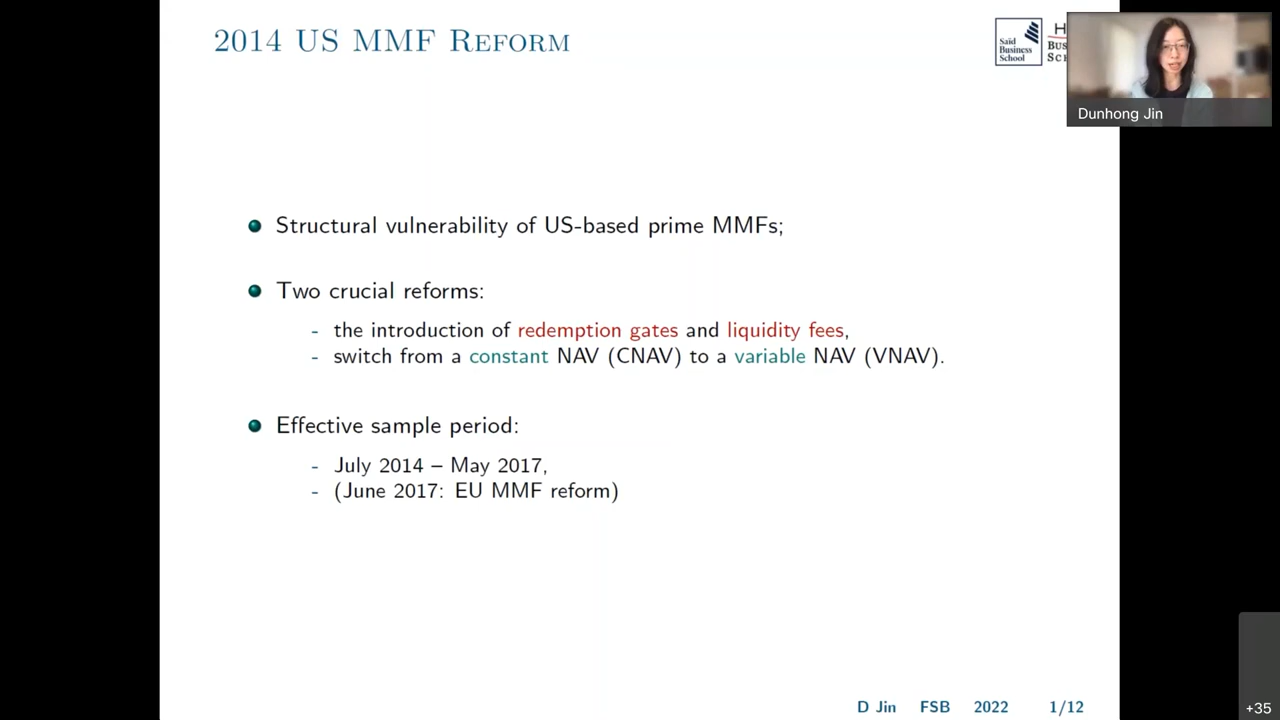 2014 US MMF REFORM
Saïd
Business
School
Dunhong Jin
Structural vulnerability of US-based prime MMFs;
Two crucial reforms:
- the introduction of redemption gates and liquidity fees,
- switch from a constant NAV (CNAV) to a variable NAV (VNAV).
Effective sample period:
- July 2014 – May 2017,
- (June 2017: EU MMF reform)
D Jin FSB 2022 1/12
+35